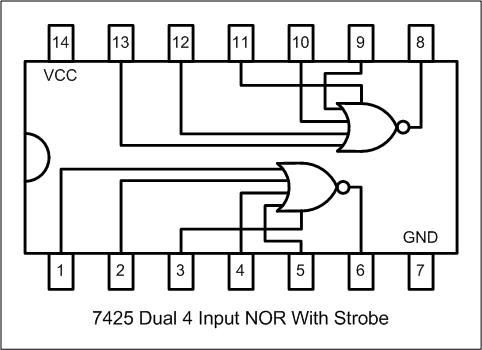 14 13 12 11 10 9 8
VCC
GND
1 2 3 4 5 6 7
7425 Dual 4 Input NOR With Strobe